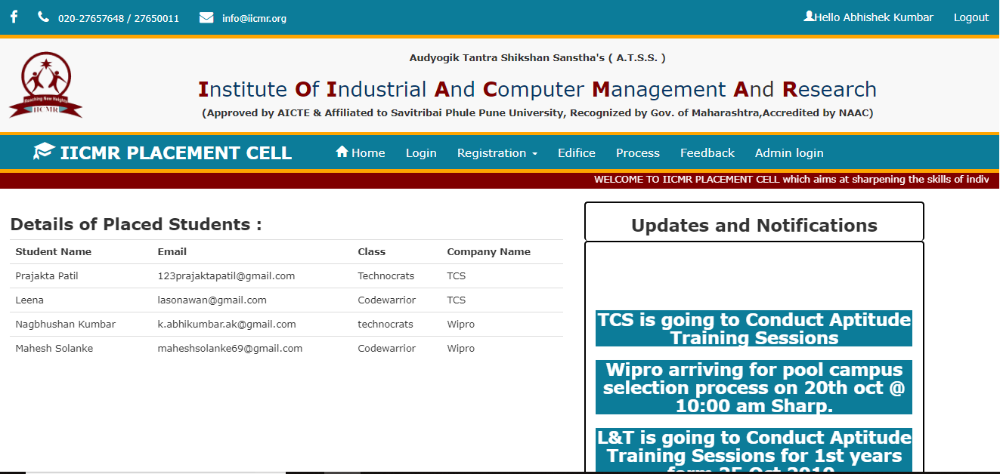 020-27657648 / 27650011 info@iicmr.org Hello Abhishek Kumbar Logout
Audyogik Tantra Shikshan Sanstha's ( A.T.S.S. )
Institute Of Industrial And Computer Management And Research
(Approved by AICTE & Affiliated to Savitribai Phule Pune University, Recognized by Gov. of Maharashtra,Accredited by NAAC)
Reaching New Heights
IICMR
IICMR PLACEMENT CELL Home Login Registration Edifice Process Feedback Admin login
WELCOME TO IICMR PLACEMENT CELL which aims at sharpening the skills of indiv
Details of Placed Students :
Student Name Email Class Company Name
Prajakta Patil 123prajaktapatil@gmail.com Technocrats TCS
Leena lasonawan@gmail.com Codewarrior TCS
Nagbhushan Kumbar k.abhikumbar.ak@gmail.com technocrats Wipro
Mahesh Solanke maheshsolanke69@gmail.com Codewarrior Wipro
Updates and Notifications
TCS is going to Conduct Aptitude
Training Sessions
Wipro arriving for pool campus
selection process on 20th oct @
10:00 am Sharp.
L&T is going to Conduct Aptitude
Training Sessions for 1st years